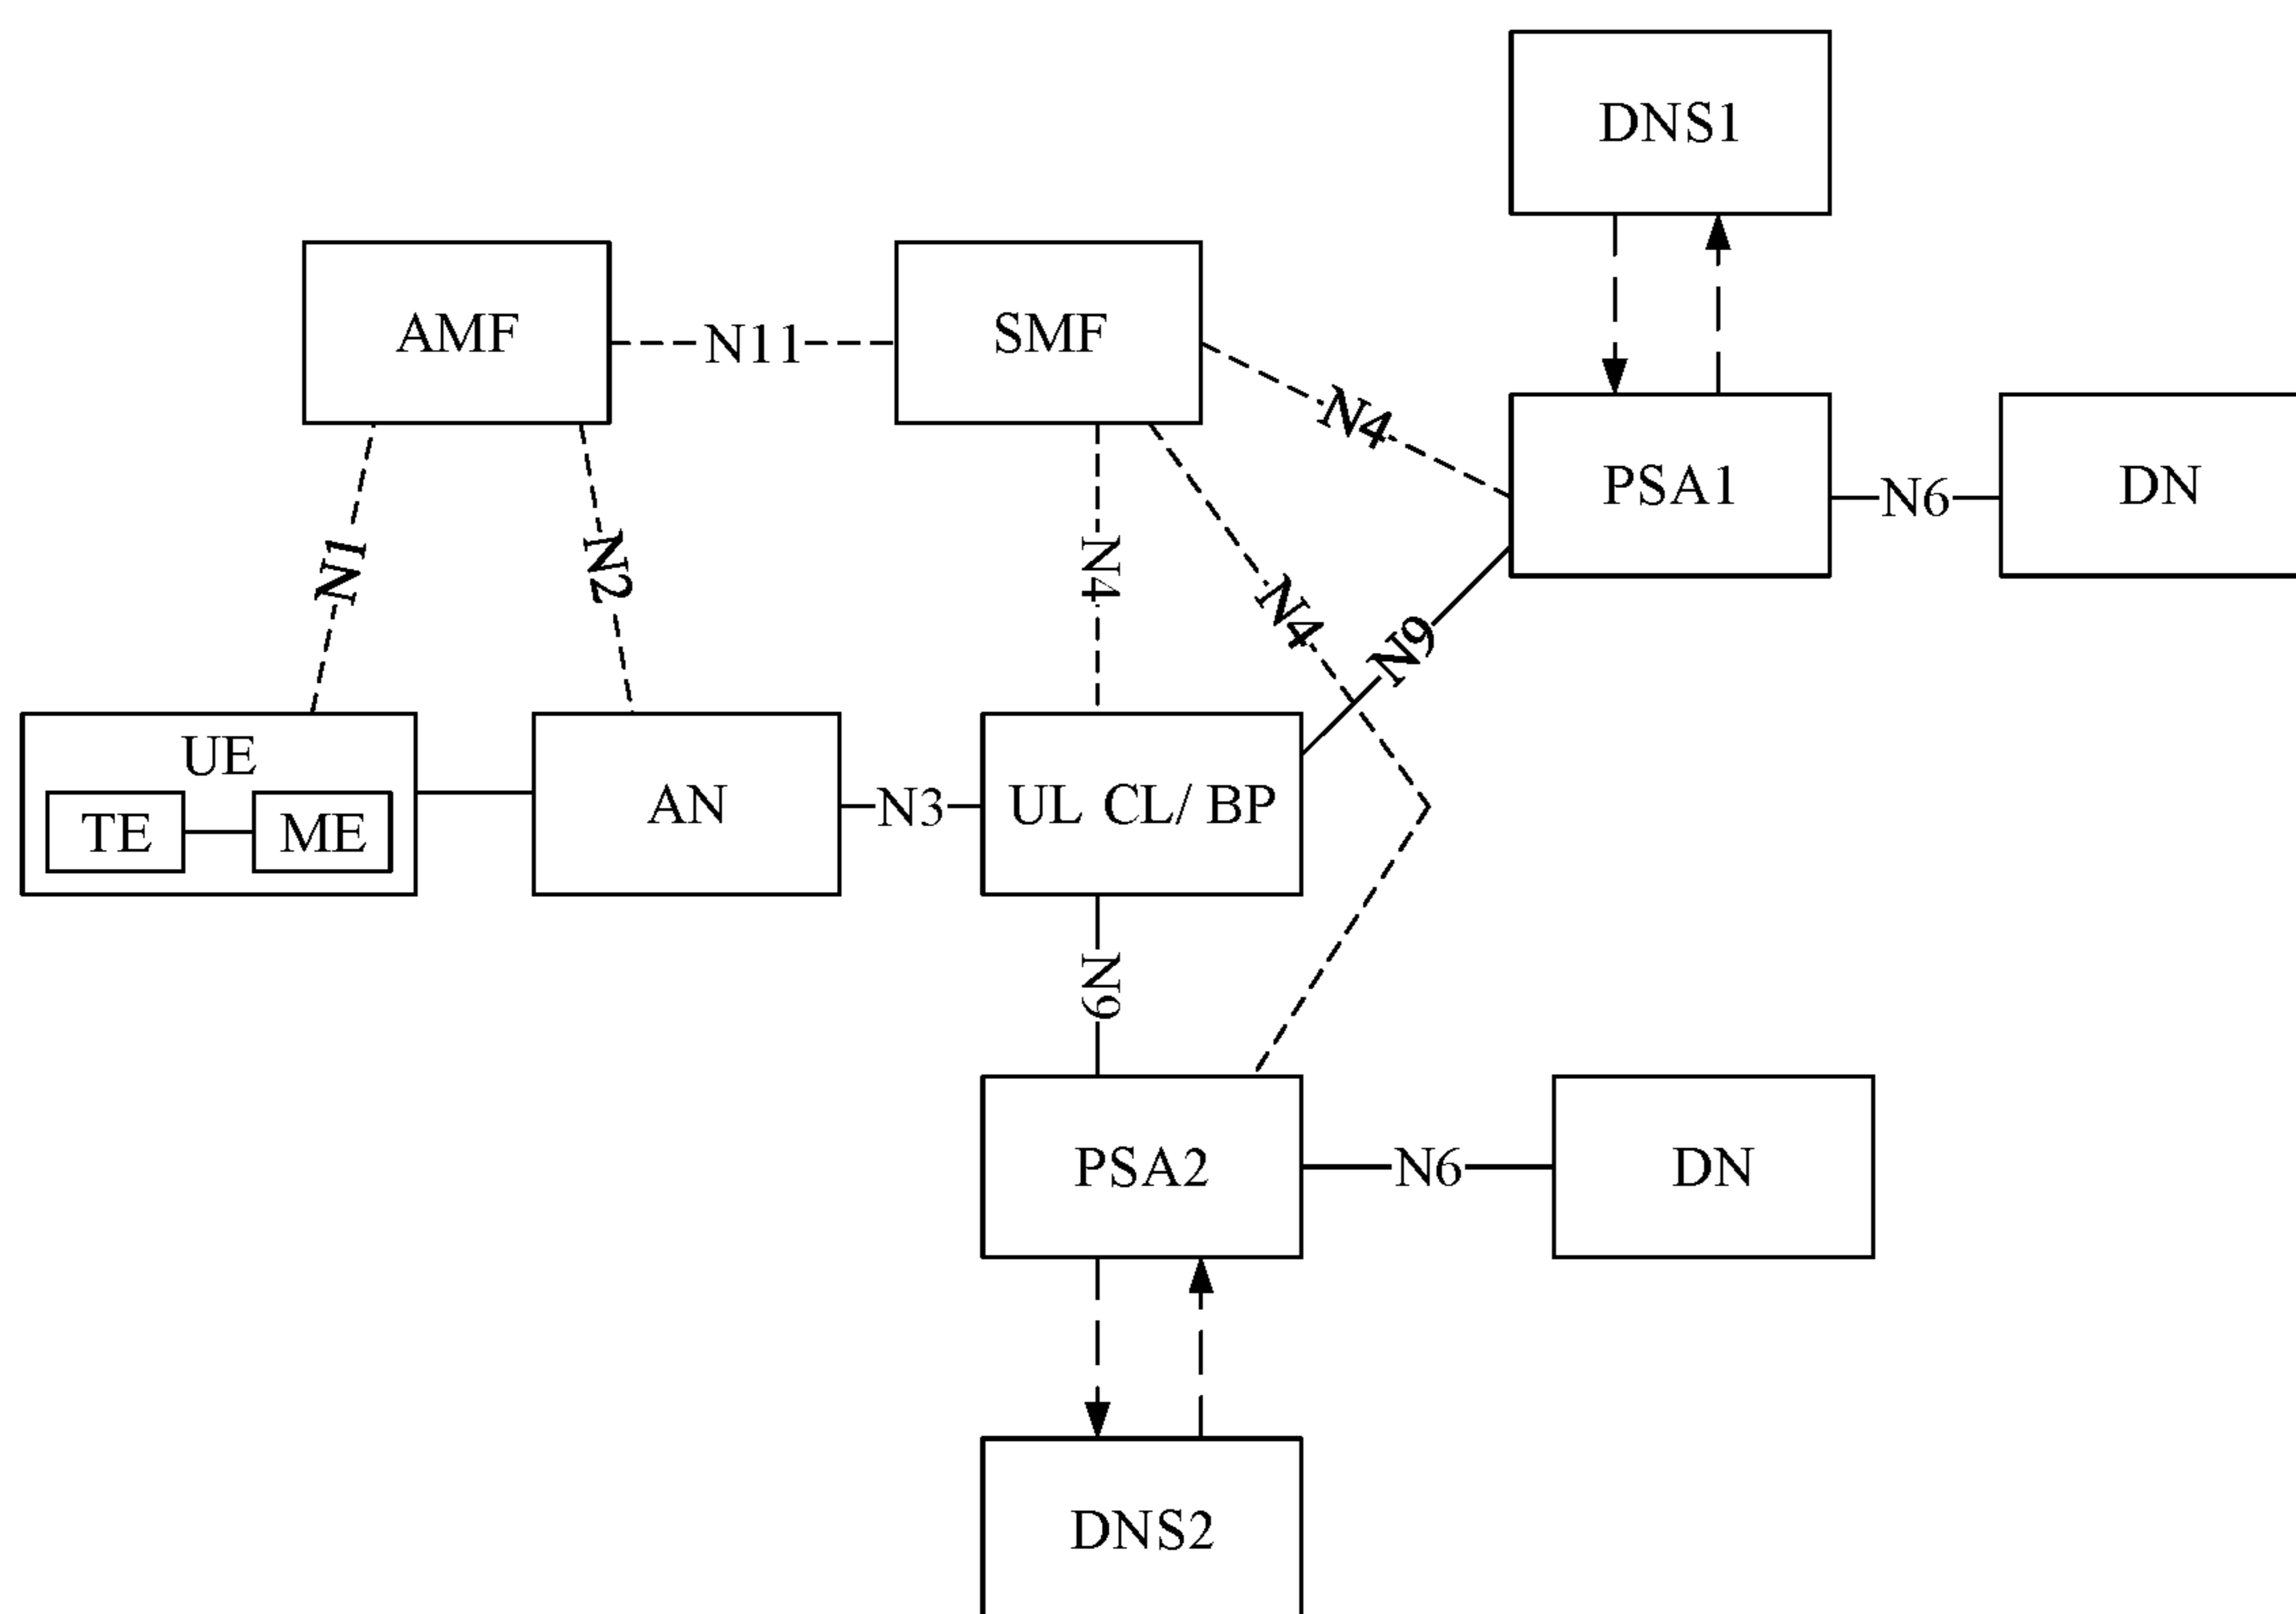 DNS1
AMF
N11
SMF
N4
PSA1
N6
DN
N1
N2
N4
N4
N9
UE
TE
ME
AN
N3
UL CL/ BP
N9
PSA2
N6
DN
DNS2